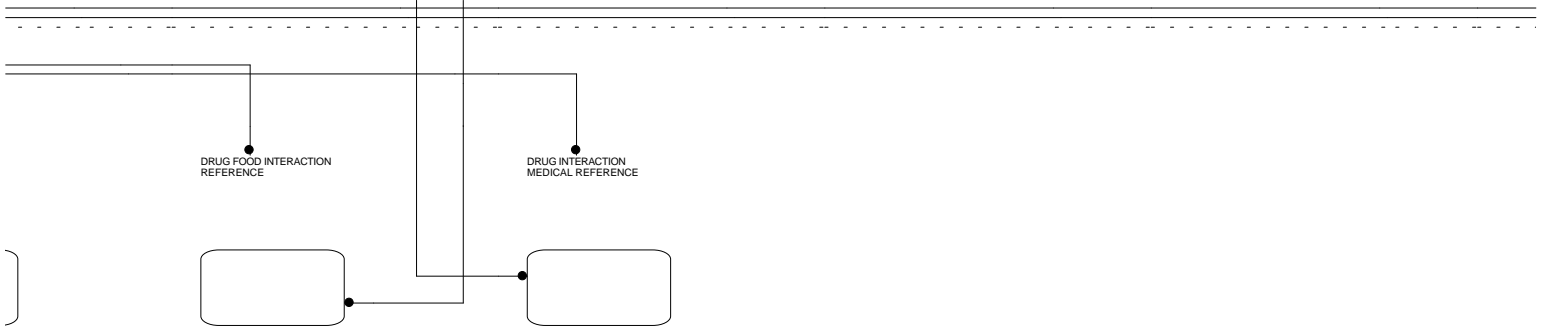 DRUG FOOD INTERACTION
REFERENCE
DRUG INTERACTION
MEDICAL REFERENCE